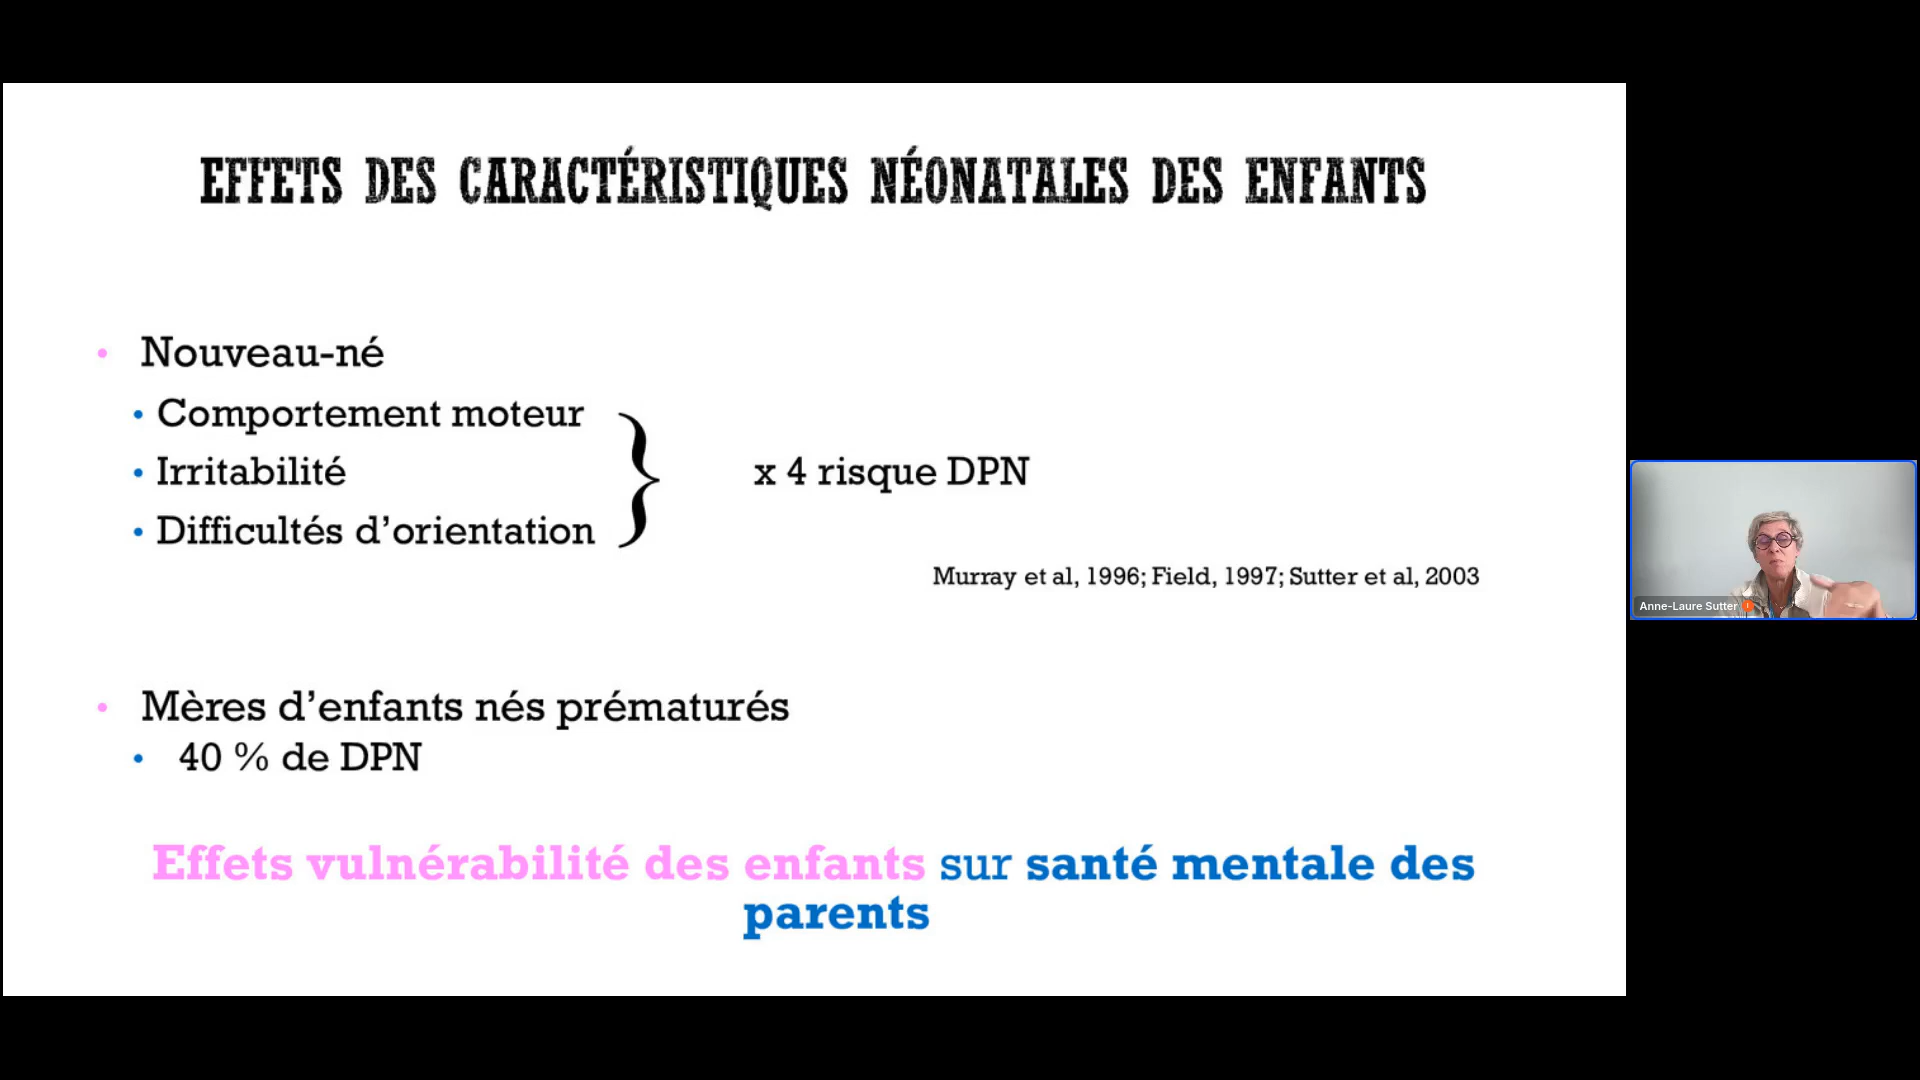 EFFETS DES CARACTÉRISTIQUES NÉONATALES DES ENFANTS
• Nouveau-né
• Comportement moteur
• Irritabilité
• Difficultés d’orientation
} x 4 risque DPN
Murray et al, 1996; Field, 1997; Sutter et al, 2003
Anne-Laure Sutter
• Mères d’enfants nés prématurés
• 40 % de DPN
Effets vulnérabilité des enfants sur santé mentale des
parents